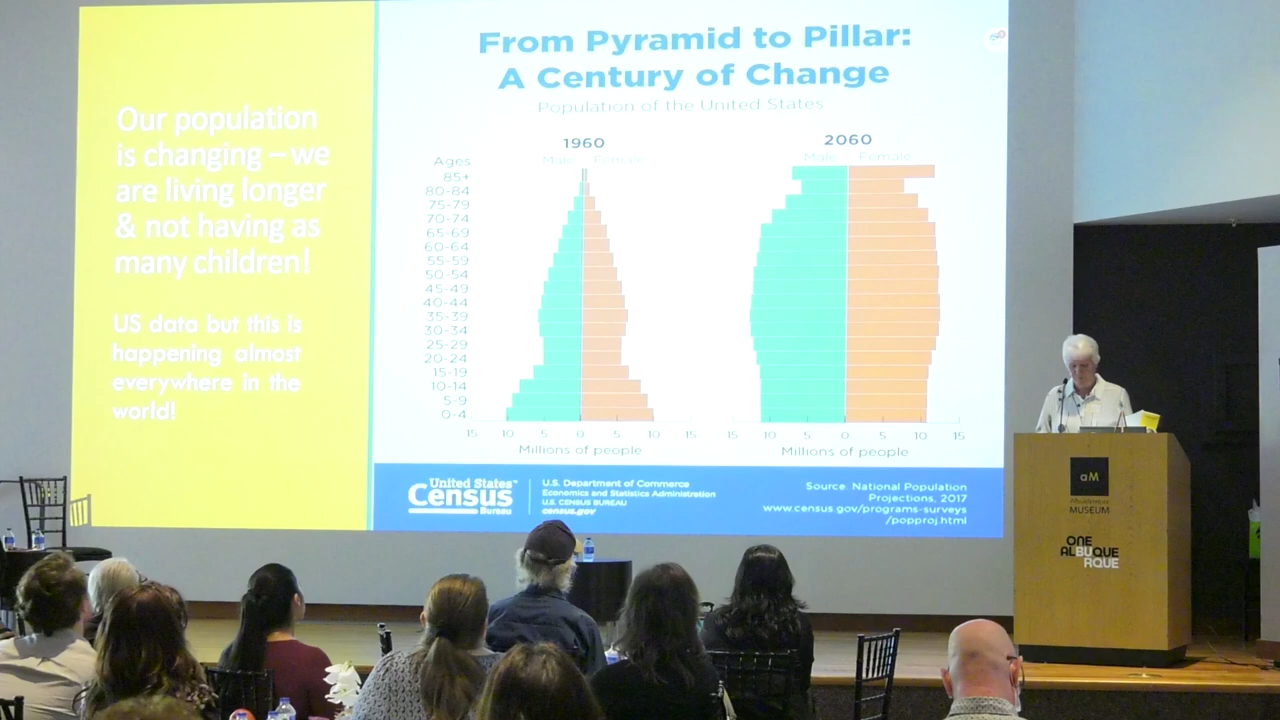 Our population
is changing – we
are living longer
& not having as
many children!
US data but this is
happening almost
everywhere in the
world!
From Pyramid to Pillar:
A Century of Change
Population of the United States
1960
Male Female
Ages
85+
80-84
75-79
70-74
65-69
60-64
55-59
50-54
45-49
40-44
35-39
30-34
25-29
20-24
15-19
10-14
5-9
0-4
15 10 5 0 5 10 15
Millions of people
2060
Male Female
15 10 5 0 5 10 15
Millions of people
United States™
Census
Bureau
U.S. Department of Commerce
Economics and Statistics Administration
U.S. CENSUS BUREAU
census.gov
Source: National Population
Projections, 2017
www.census.gov/programs-surveys
/popproj.html
aM
MUSEUM
ONE
ALBUQUE
RQUE